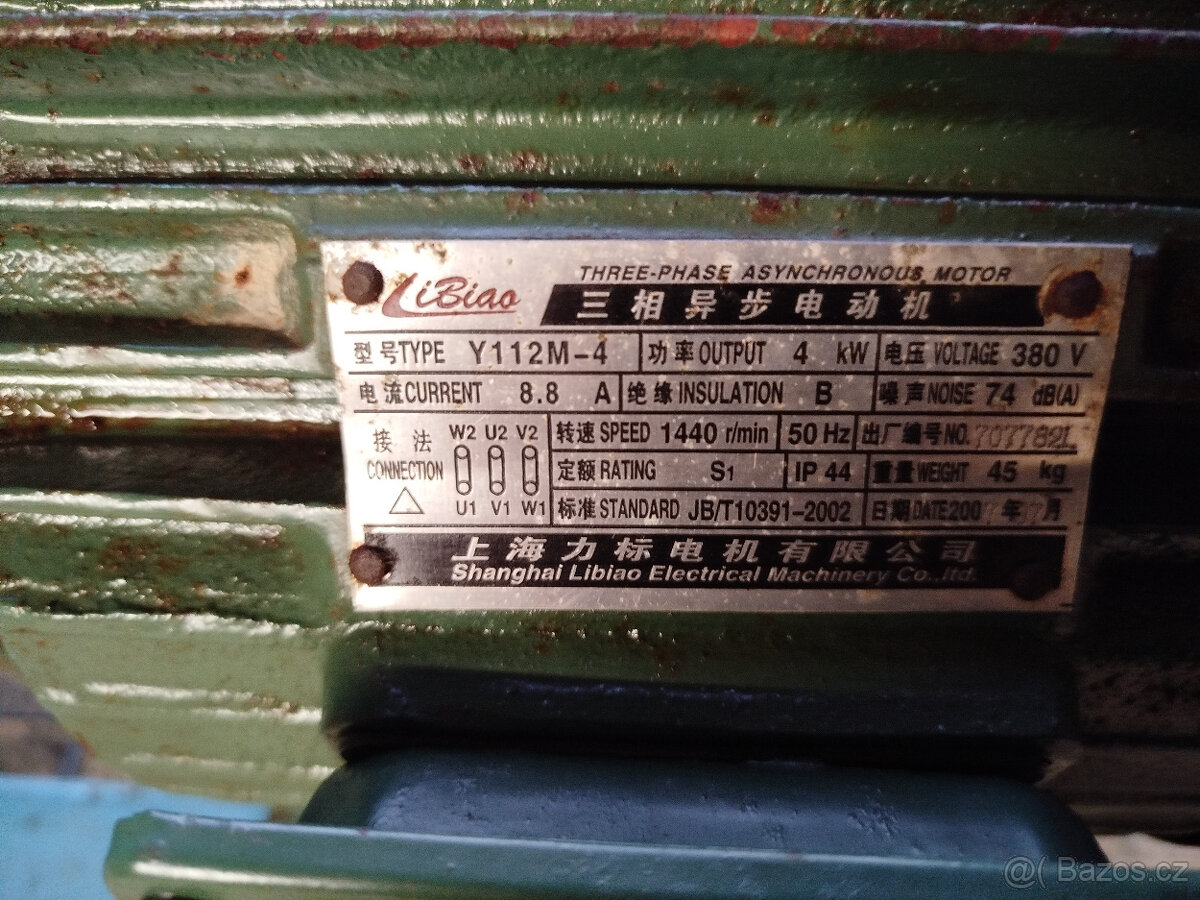 LiBiao THREE-PHASE ASYNCHRONOUS MOTOR
三相异步电动机
型号TYPE Y112M-4 功率OUTPUT 4 kW 电压VOLTAGE 380 V
电流CURRENT 8.8 A 绝缘INSULATION B 噪声NOISE 74 dB(A)
接法 W2 U2 V2 转速SPEED 1440 r/min 50 Hz 出厂编号NO.
CONNECTION 定额RATING S1 IP 44 重量WEIGHT 45 kg
U1 V1 W1 标准STANDARD JB/T10391-2002 日期DATE 年 月
上海力标电机有限公司
Shanghai Libiao Electrical Machinery Co.,ltd.
@( Bazos.cz